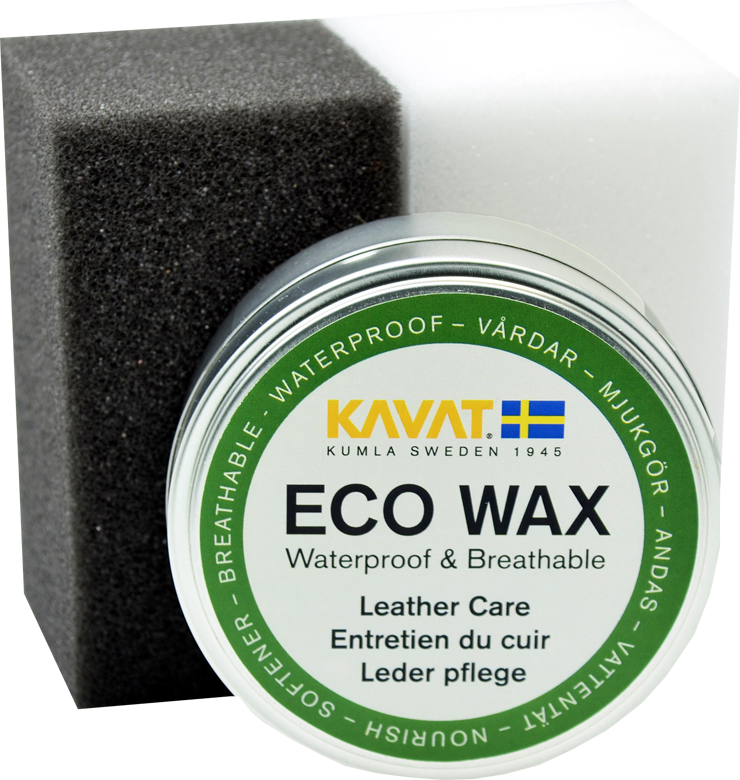 KAVAT®
KUMLA SWEDEN 1945
ECO WAX
Waterproof & Breathable
Leather Care
Entretien du cuir
Leder pflege
WATERPROOF – VÅRDAR – MJUKGÖR – ANDAS – VATTENTÄT – NOURISH – SOFTENER – BREATHABLE -